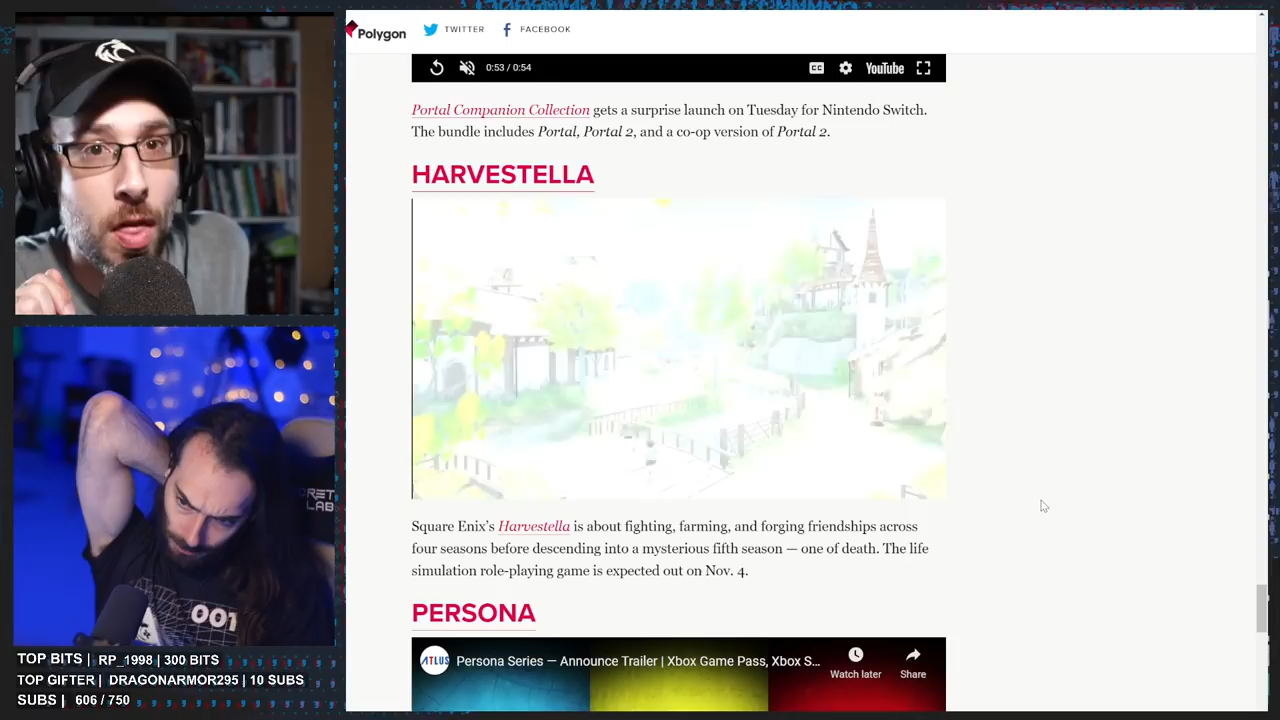 Polygon
TWITTER
FACEBOOK
0:53 / 0:54
CC
YouTube
Portal Companion Collection gets a surprise launch on Tuesday for Nintendo Switch.
The bundle includes Portal, Portal 2, and a co-op version of Portal 2.
HARVESTELLA
Square Enix's Harvestella is about fighting, farming, and forging friendships across
four seasons before descending into a mysterious fifth season — one of death. The life
simulation role-playing game is expected out on Nov. 4.
PERSONA
ATLUS
Persona Series — Announce Trailer | Xbox Game Pass, Xbox S...
Watch later
Share
001
TOP BITS | RP_1998 | 300 BITS
TOP GIFTER | DRAGONARMOR295 | 10 SUBS
SUBS | 606 / 750